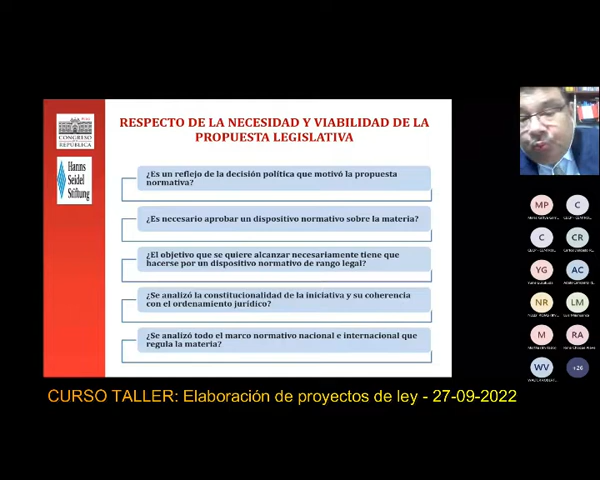 RESPECTO DE LA NECESIDAD Y VIABILIDAD DE LA
PROPUESTA LEGISLATIVA
CONGRESO
REPÚBLICA
Hanns
Seidel
Stiftung
¿Es un reflejo de la decisión política que motivó la propuesta
normativa?
¿Es necesario aprobar un dispositivo normativo sobre la materia?
¿El objetivo que se quiere alcanzar necesariamente tiene que
hacerse por un dispositivo normativo de rango legal?
¿Se analizó la constitucionalidad de la iniciativa y su coherencia
con el ordenamiento jurídico?
¿Se analizó todo el marco normativo nacional e internacional que
regula la materia?
MP
C
C
CR
YG
AC
NR
LM
M
RA
WV
+26
CURSO TALLER: Elaboración de proyectos de ley - 27-09-2022